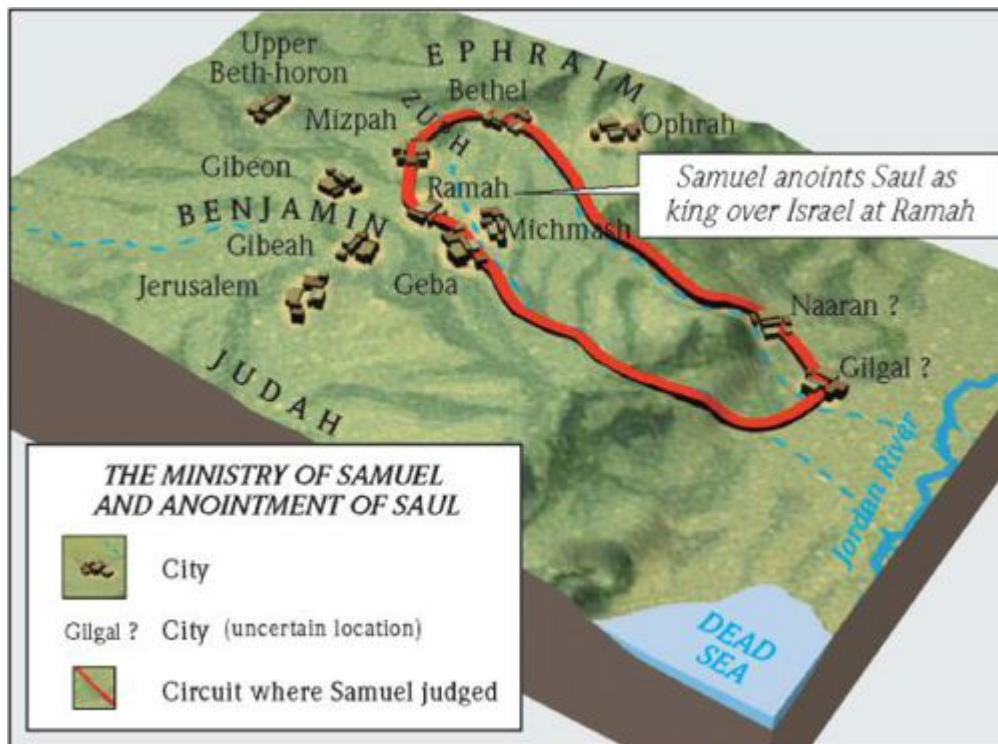 Upper
Beth-horon
EPHRAIM
Bethel
ZUPH
Mizpah
Ophrah
Gibeon
Ramah
Samuel anoints Saul as
king over Israel at Ramah
BENJAMIN
Michmash
Gibeah
Jerusalem
Geba
Naaran ?
Gilgal ?
JUDAH
Jordan River
DEAD
SEA
THE MINISTRY OF SAMUEL
AND ANOINTMENT OF SAUL
City
Gilgal ? City (uncertain location)
Circuit where Samuel judged